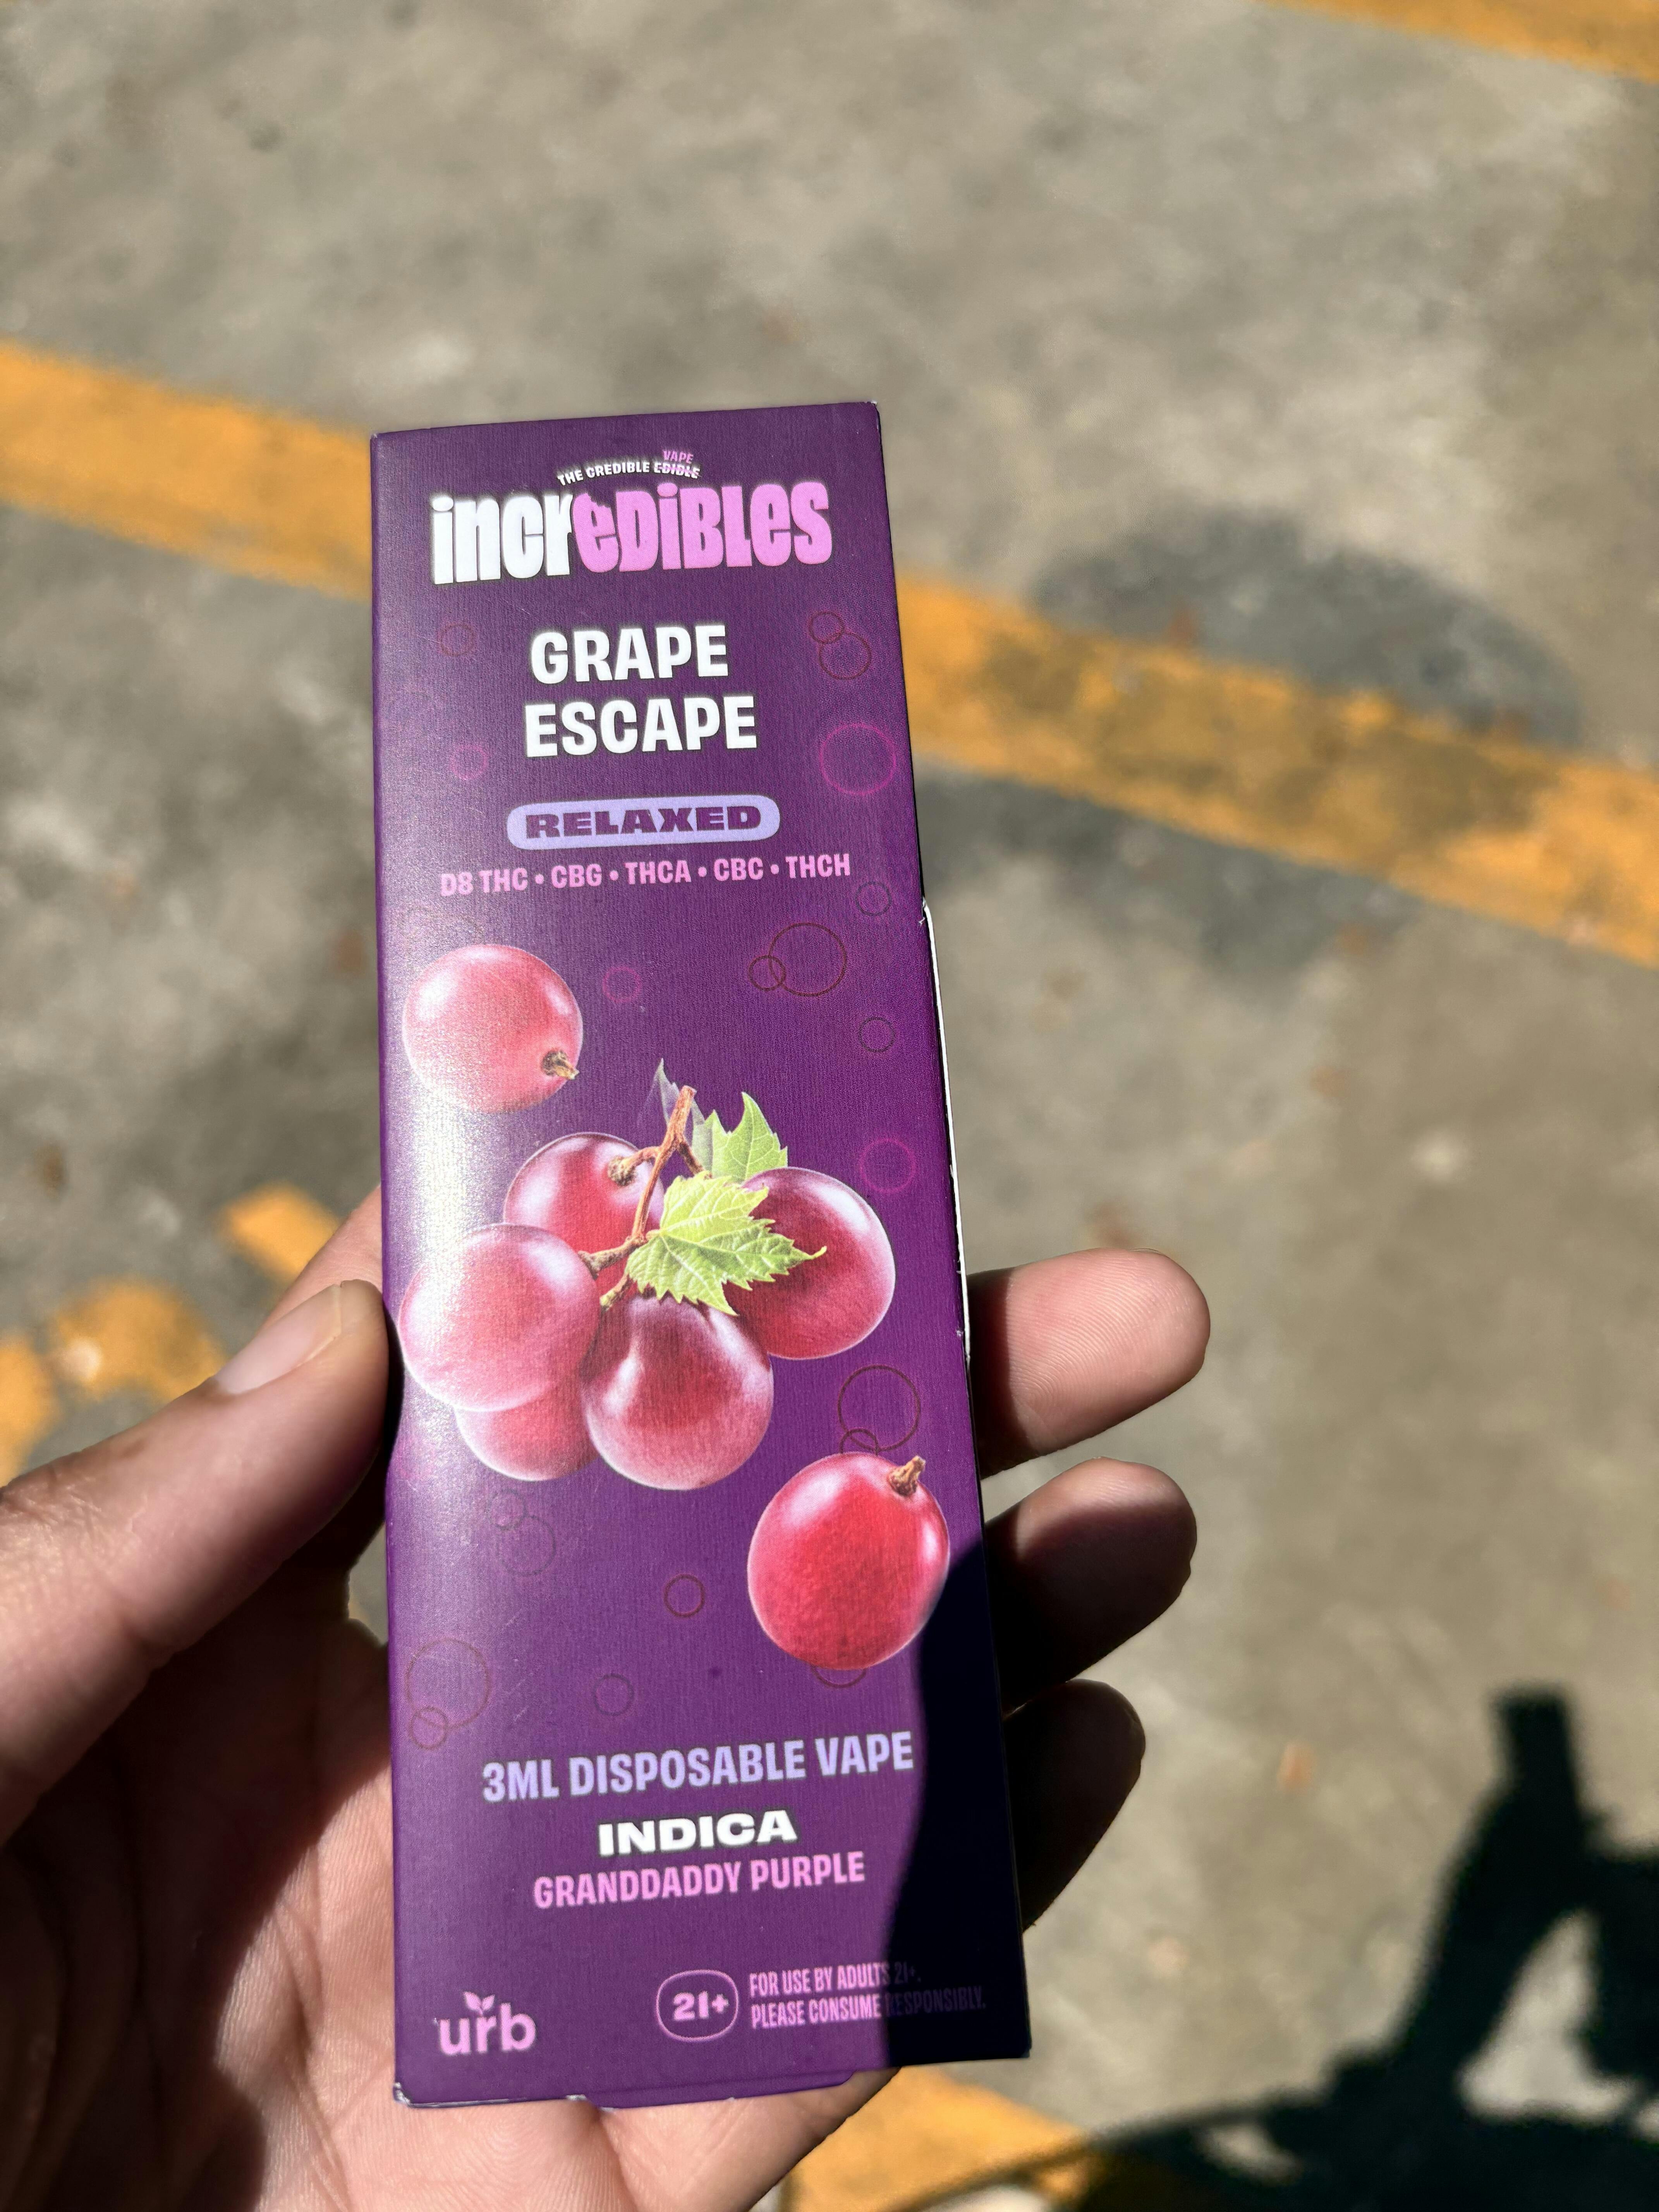 THE CREDIBLE EDIBLE VAPE
incrEDIBLES
GRAPE
ESCAPE
RELAXED
D8 THC • CBG • THCA • CBC • THCH
3ML DISPOSABLE VAPE
INDICA
GRANDDADDY PURPLE
urb
21+
FOR USE BY ADULTS 21+.
PLEASE CONSUME RESPONSIBLY.